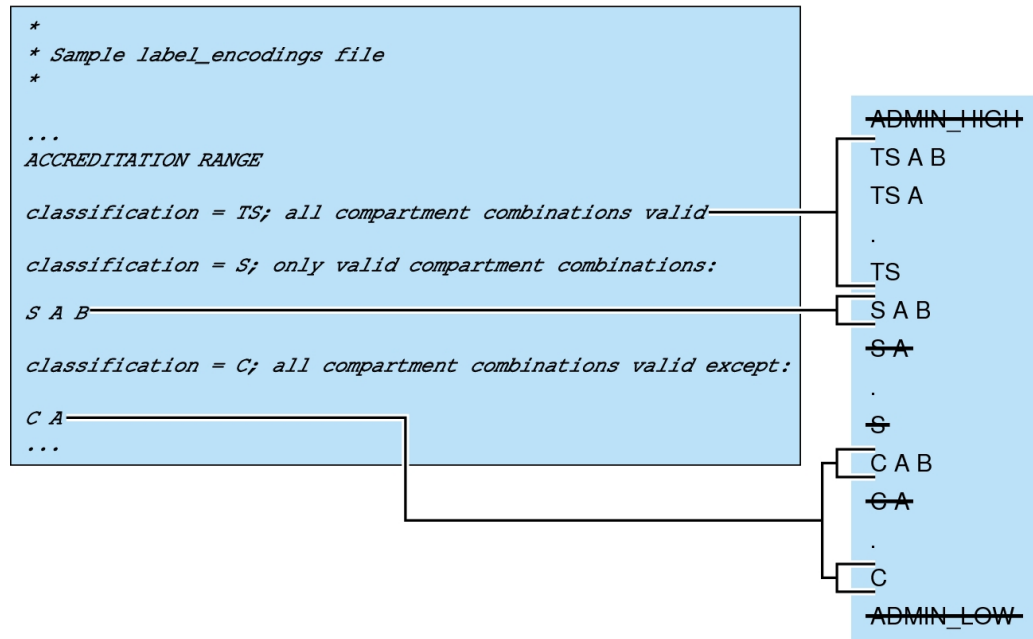 *
* Sample label_encodings file
*
...
ACCREDITATION RANGE
classification = TS; all compartment combinations valid
classification = S; only valid compartment combinations:
S A B
classification = C; all compartment combinations valid except:
C A
...
ADMIN_HIGH
TS A B
TS A
.
TS
S A B
S A
.
S
C A B
C A
.
C
ADMIN_LOW